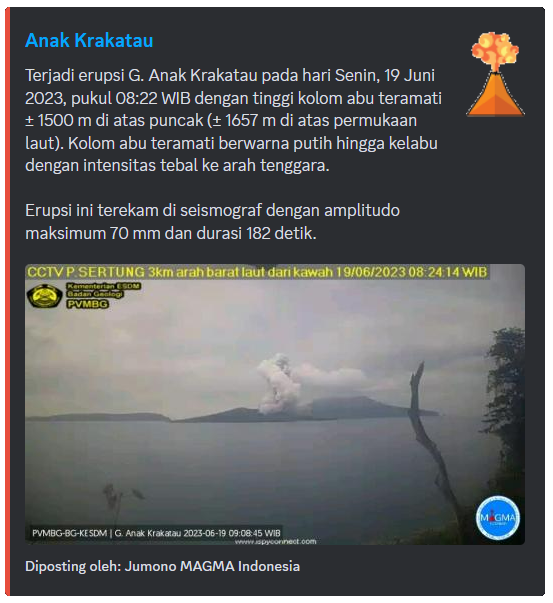 Anak Krakatau
Terjadi erupsi G. Anak Krakatau pada hari Senin, 19 Juni
2023, pukul 08:22 WIB dengan tinggi kolom abu teramati
± 1500 m di atas puncak (± 1657 m di atas permukaan
laut). Kolom abu teramati berwarna putih hingga kelabu
dengan intensitas tebal ke arah tenggara.
Erupsi ini terekam di seismograf dengan amplitudo
maksimum 70 mm dan durasi 182 detik.
CCTV P.SERTUNG 3km arah barat laut dari kawah 19/06/2023 08:24:14 WIB
Kementerian ESDM
Badan Geologi
PVMBG
MAGMA
PVMBG-BG-KESDM | G. Anak Krakatau 2023-06-19 09:08:45 WIB
www.ispyconnect.com
Diposting oleh: Jumono MAGMA Indonesia